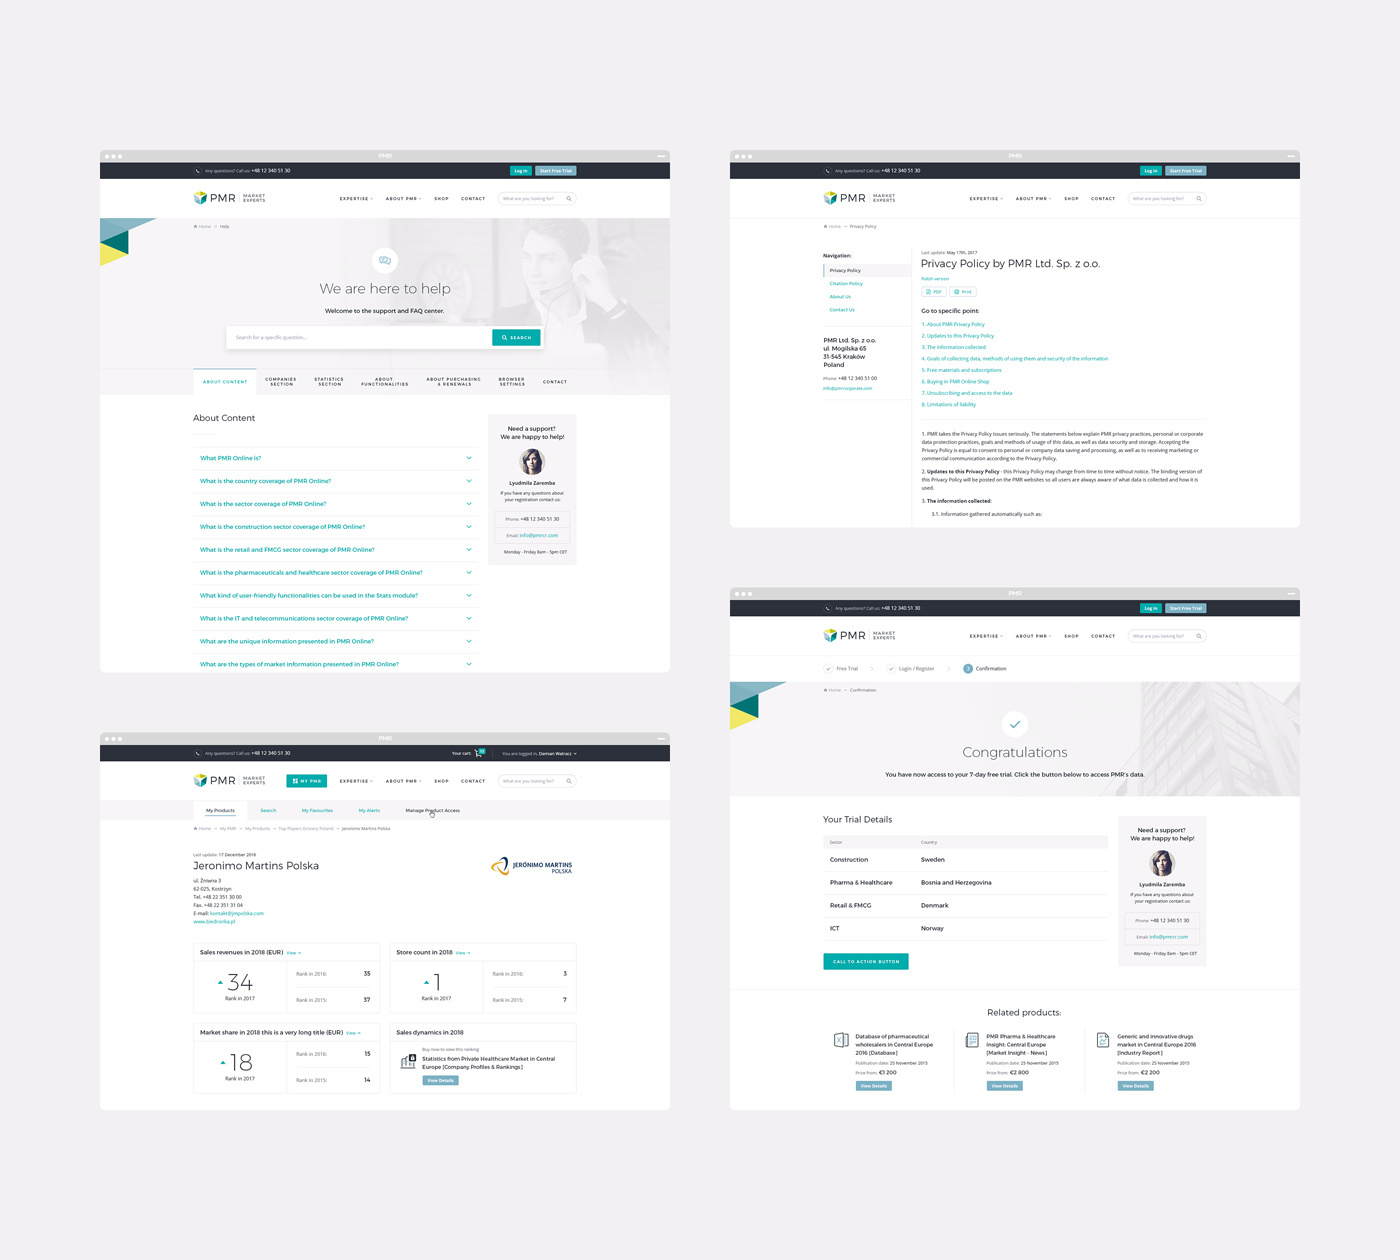 PMR
Any questions? Call us: +48 12 340 51 30
Log In
Start Free Trial
PMR
MARKET
EXPERTS
EXPERTISE
ABOUT PMR
SHOP
CONTACT
What are you looking for?
Home → Help
We are here to help
Welcome to the support and FAQ center.
Search for a specific question...
SEARCH
ABOUT CONTENT
COMPANIES
SECTION
STATISTICS
SECTION
ABOUT
FUNCTIONALITIES
ABOUT PURCHASING
& RENEWALS
BROWSER
SETTINGS
CONTACT
About Content
What PMR Online is?
What is the country coverage of PMR Online?
What is the sector coverage of PMR Online?
What is the construction sector coverage of PMR Online?
What is the retail and FMCG sector coverage of PMR Online?
What is the pharmaceuticals and healthcare sector coverage of PMR Online?
What kind of user-friendly functionalities can be used in the Stats module?
What is the IT and telecommunications sector coverage of PMR Online?
What are the unique information presented in PMR Online?
What are the types of market information presented in PMR Online?
Need a support?
We are happy to help!
Lyudmila Zaremba
If you have any questions about
your registration contact us:
Phone: +48 12 340 51 30
Email: info@pmrcr.com
Monday - Friday 8am - 5pm CET
PMR
Any questions? Call us: +48 12 340 51 30
Log In
Start Free Trial
PMR
MARKET
EXPERTS
EXPERTISE
ABOUT PMR
SHOP
CONTACT
What are you looking for?
Home → Privacy Policy
Navigation:
Privacy Policy
Citation Policy
About Us
Contact Us
PMR Ltd. Sp. z o.o.
ul. Mogilska 65
31-545 Kraków
Poland
Phone: +48 12 340 51 00
info@pmrcorporate.com
Last update: May 17th, 2017
Privacy Policy by PMR Ltd. Sp. z o.o.
Polish version
PDF
Print
Go to specific point:
1. About PMR Privacy Policy
2. Updates to this Privacy Policy
3. The information collected
4. Goals of collecting data, methods of using them and security of the information
5. Free materials and subscriptions
6. Buying in PMR Online Shop
7. Unsubscribing and access to the data
8. Limitations of liability
1. PMR takes the Privacy Policy issues seriously. The statements below explain PMR privacy practices, personal or corporate
data protection practices, goals and methods of usage of this data, as well as data security and storage. Accepting the
Privacy Policy is equal to consent to personal or company data saving and processing, as well as to receiving marketing or
commercial comunication according to the Privacy Policy.
2. Updates to this Privacy Policy - this Privacy Policy may change from time to time without notice. The binding version of
this Privacy Policy will be posted on the PMR websites so all users are always aware of what data is collected and how it is
used.
3. The information collected:
3.1. Information gathered automatically such as:
PMR
Any questions? Call us: +48 12 340 51 30
Your cart:
You are logged in, Damian Watracz
PMR
MARKET
EXPERTS
MY PMR
EXPERTISE
ABOUT PMR
SHOP
CONTACT
What are you looking for?
My Products
Search
My Favourites
My Alerts
Manage Product Access
Home → My PMR → My Products → Top Players Grocery Poland → Jeronimo Martins Polska
Last update: 17 December 2016
Jeronimo Martins Polska
ul. Żniwna 3
62-025, Kostrzyn
Tel. +48 22 351 30 00
Fax. +48 22 351 31 04
E-mail: kontakt@jmpolska.com
www.biedronka.pl
JERÓNIMO MARTINS
POLSKA
Sales revenues in 2018 (EUR) View →
34
Rank in 2017
Rank in 2016: 35
Rank in 2015: 37
Store count in 2018 View →
1
Rank in 2017
Rank in 2016: 3
Rank in 2015: 7
Market share in 2018 this is a very long title (EUR) View →
18
Rank in 2017
Rank in 2016: 15
Rank in 2015: 14
Sales dynamics in 2018
Buy now to view this ranking
Statistics from Private Healthcare Market in Central
Europe [Company Profiles & Rankings]
View Details
PMR
Any questions? Call us: +48 12 340 51 30
Log In
Start Free Trial
PMR
MARKET
EXPERTS
EXPERTISE
ABOUT PMR
SHOP
CONTACT
What are you looking for?
Free Trial
Login / Register
3 Confirmation
Home → Confirmation
Congratulations
You have now access to your 7-day free trial. Click the button below to access PMR's data.
Your Trial Details
Sector Country
Construction Sweden
Pharma & Healthcare Bosnia and Herzegovina
Retail & FMCG Denmark
ICT Norway
CALL TO ACTION BUTTON
Need a support?
We are happy to help!
Lyudmila Zaremba
If you have any questions about
your registration contact us:
Phone: +48 12 340 51 30
Email: info@pmrcr.com
Monday - Friday 8am - 5pm CET
Related products:
Database of pharmaceutical
wholesalers in Central Europe
2016 [Database]
Publication date: 25 November 2015
Price from: €1 200
View Details
PMR Pharma & Healthcare
Insight: Central Europe
[Market Insight - News]
Publication date: 25 November 2015
Price from: €2 800
View Details
Generic and innovative drugs
market in Central Europe 2016
[Industry Report]
Publication date: 25 November 2015
Price from: €2 200
View Details